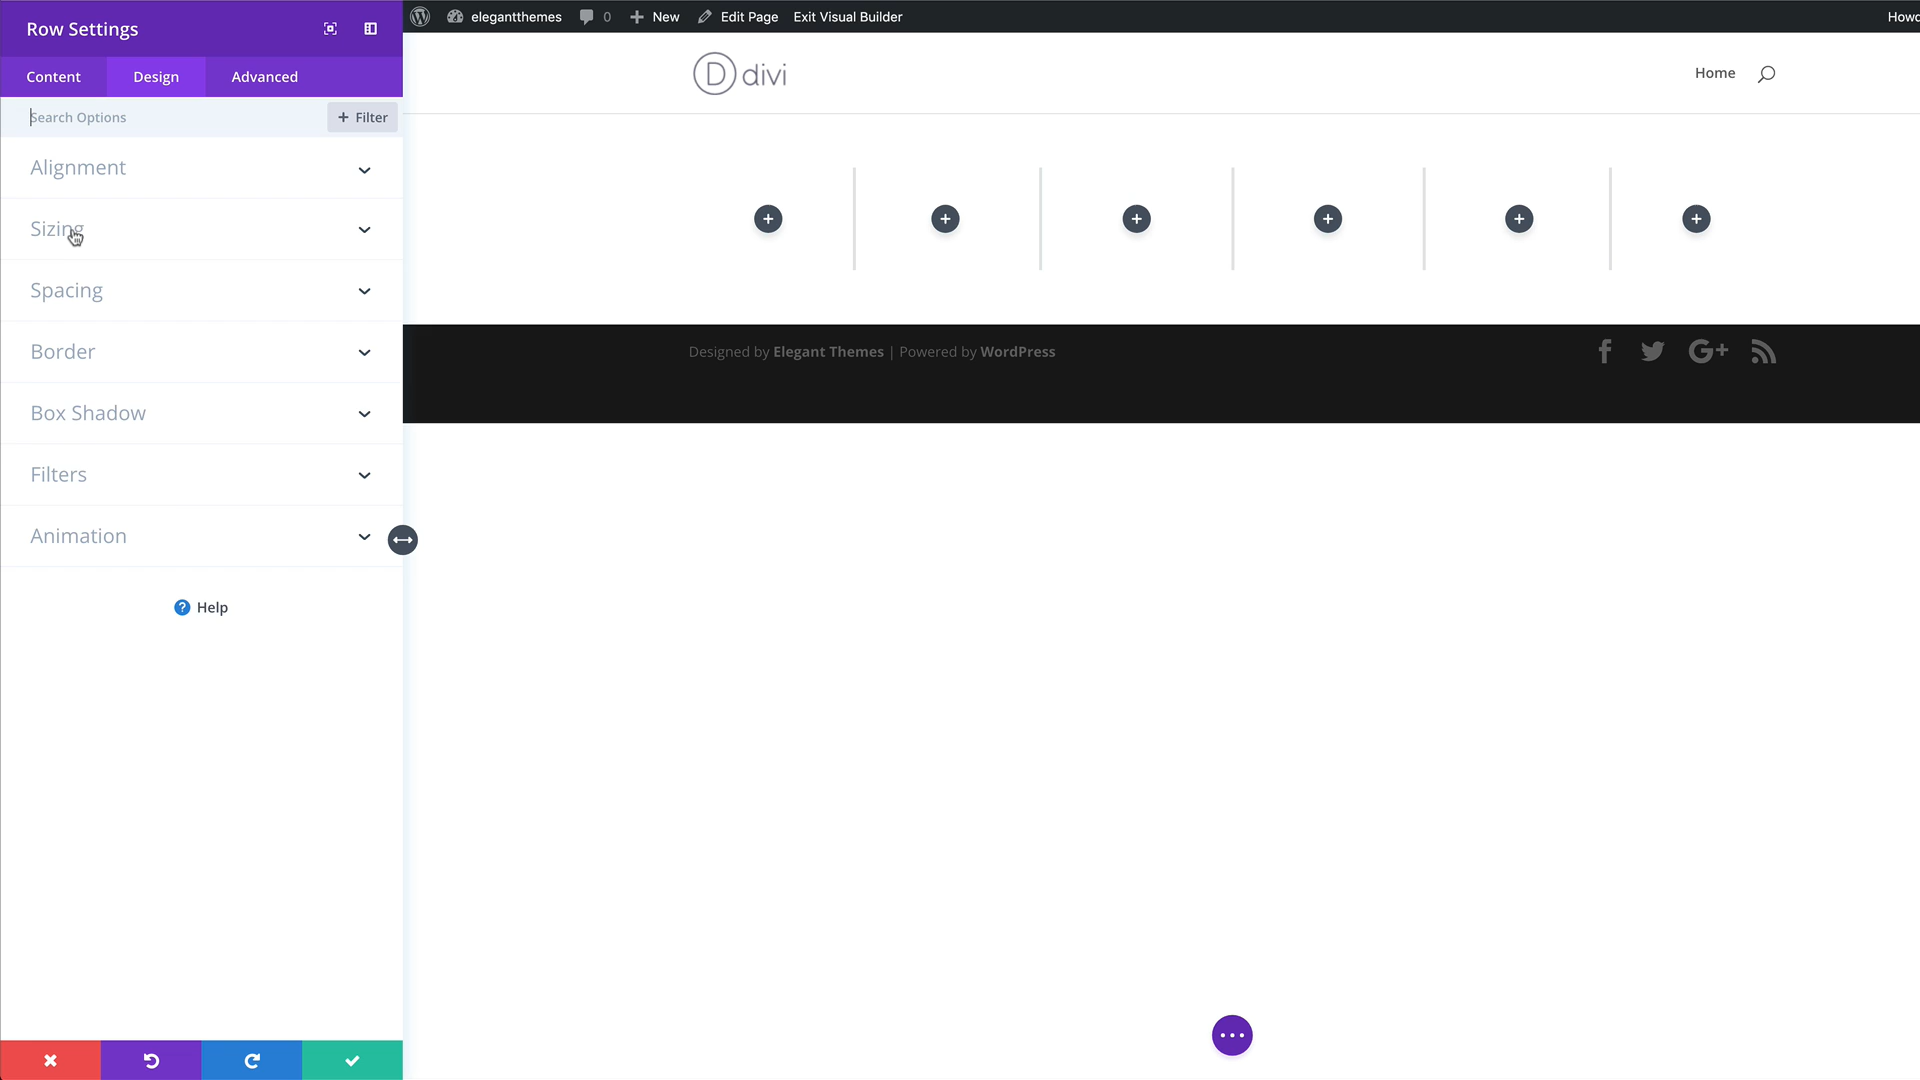 Row Settings
Content Design Advanced
Search Options + Filter
Alignment
Sizing
Spacing
Border
Box Shadow
Filters
Animation
? Help
elegantthemes 0 + New Edit Page Exit Visual Builder Howd
D divi
Home
Designed by Elegant Themes | Powered by WordPress
G+